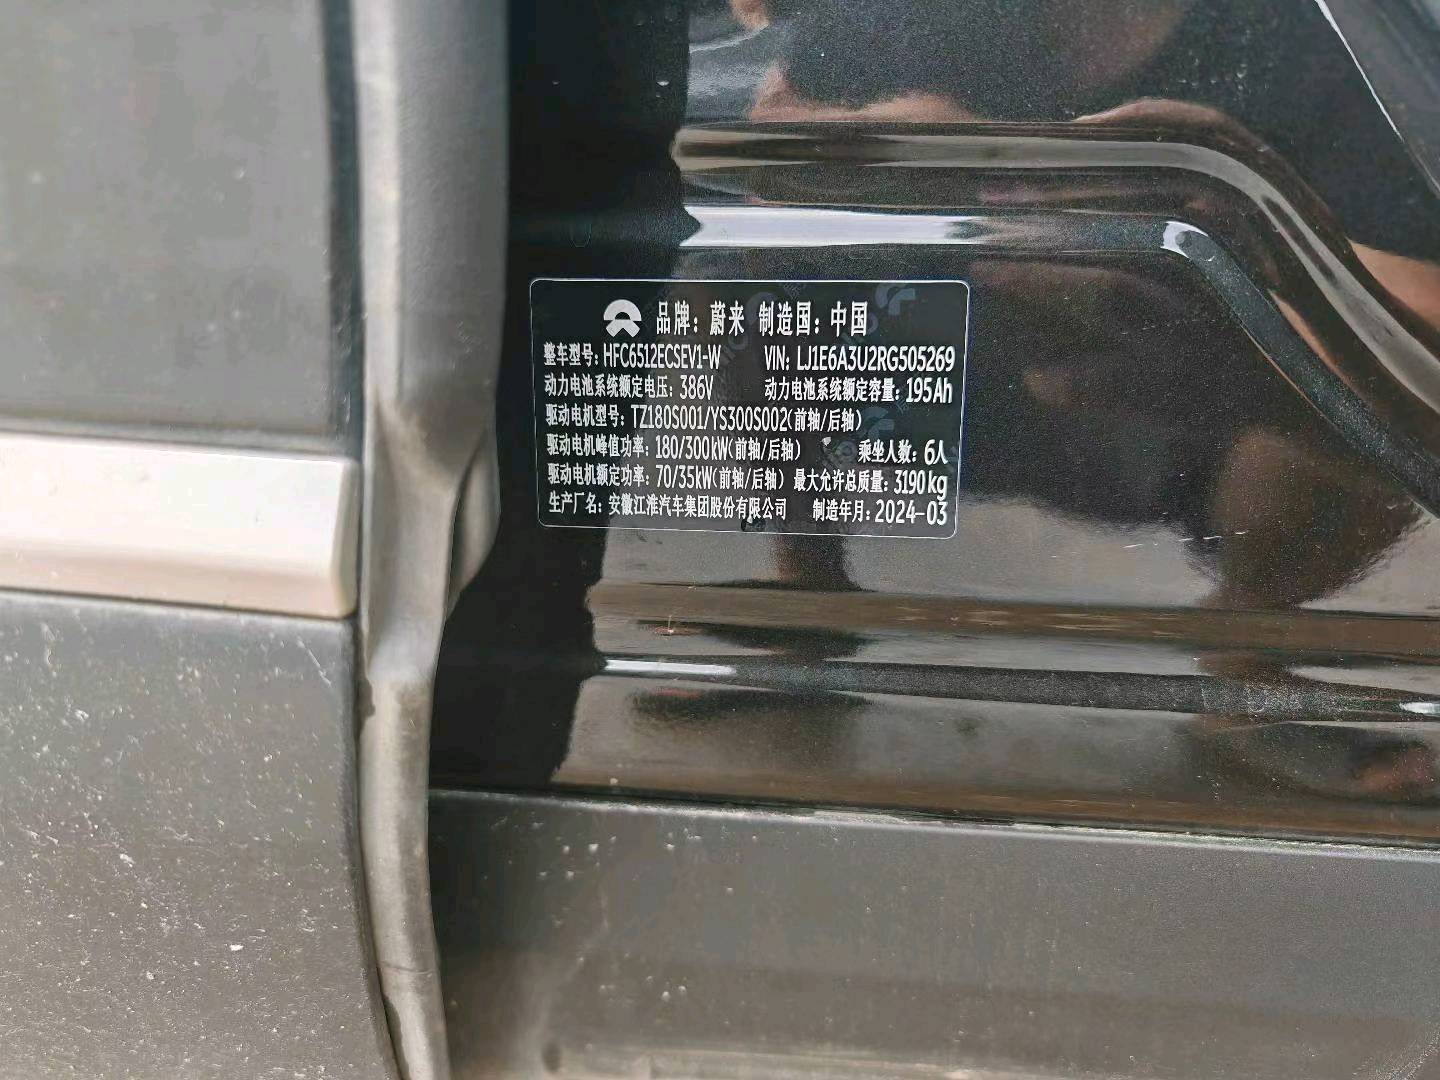 品牌：蔚来 制造国：中国
整车型号：HFC6512ECSEV1-W VIN：LJ1E6A3U2RG505269
动力电池系统额定电压：386V 动力电池系统额定容量：195Ah
驱动电机型号：TZ180S001/YS300S002(前轴/后轴)
驱动电机峰值功率：180/300kW(前轴/后轴) 乘坐人数：6人
驱动电机额定功率：70/35kW(前轴/后轴) 最大允许总质量：3190kg
生产厂名：安徽江淮汽车集团股份有限公司 制造年月：2024-03